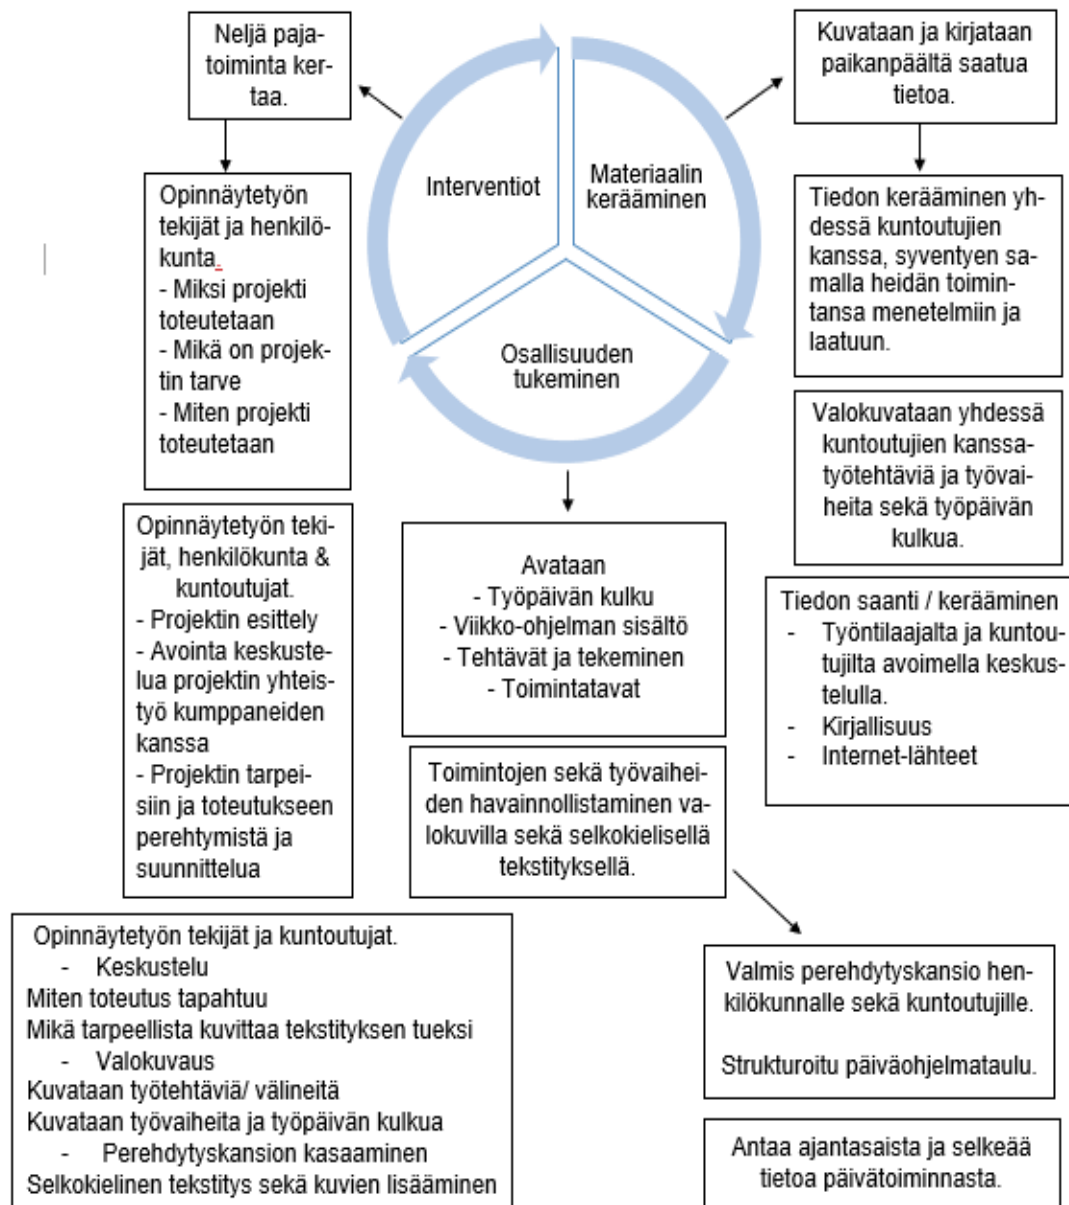 Neljä paja-
toiminta ker-
taa.
Opinnäytetyön
tekijät ja henkilö-
kunta.
- Miksi projekti
toteutetaan
- Mikä on projek-
tin tarve
- Miten projekti
toteutetaan
Opinnäytetyön teki-
jät, henkilökunta &
kuntoutujat.
- Projektin esittely
- Avointa keskuste-
lua projektin yhteis-
työ kumppaneiden
kanssa
- Projektin tarpei-
siin ja toteutukseen
perehtymistä ja
suunnittelua
Opinnäytetyön tekijät ja kuntoutujat.
- Keskustelu
Miten toteutus tapahtuu
Mikä tarpeellista kuvittaa tekstityksen tueksi
- Valokuvaus
Kuvataan työtehtäviä/ välineitä
Kuvataan työvaiheita ja työpäivän kulkua
- Perehdytyskansion kasaaminen
Selkokielinen tekstitys sekä kuvien lisääminen
Interventiot
Materiaalin
kerääminen
Osallisuuden
tukeminen
Avataan
- Työpäivän kulku
- Viikko-ohjelman sisältö
- Tehtävät ja tekeminen
- Toimintatavat
Toimintojen sekä työvaihei-
den havainnollistaminen va-
lokuvilla sekä selkokielisellä
tekstityksellä.
Kuvataan ja kirjataan
paikanpäältä saatua
tietoa.
Tiedon kerääminen yh-
dessä kuntoutujien
kanssa, syventyen sa-
malla heidän toimin-
tansa menetelmiin ja
laatuun.
Valokuvataan yhdessä
kuntoutujien kanssa-
työtehtäviä ja työvai-
heita sekä työpäivän
kulkua.
Tiedon saanti / kerääminen
- Työntilaajalta ja kuntou-
tujilta avoimella keskus-
telulla.
- Kirjallisuus
- Internet-lähteet
Valmis perehdytyskansio hen-
kilökunnalle sekä kuntoutujille.
Strukturoitu päiväohjelmataulu.
Antaa ajantasaista ja selkeää
tietoa päivätoiminnasta.